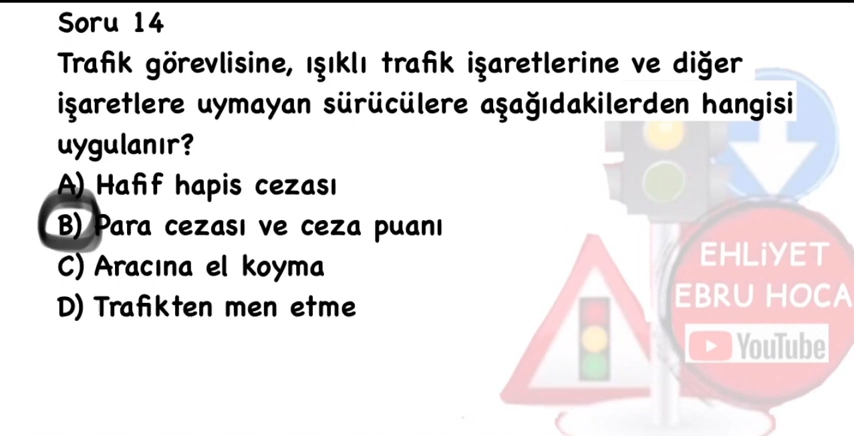 Soru 14
Trafik görevlisine, ışıklı trafik işaretlerine ve diğer
işaretlere uymayan sürücülere aşağıdakilerden hangisi
uygulanır?
A) Hafif hapis cezası
B) Para cezası ve ceza puanı
C) Aracına el koyma
D) Trafikten men etme
EHLİYET
EBRU HOCA
YouTube